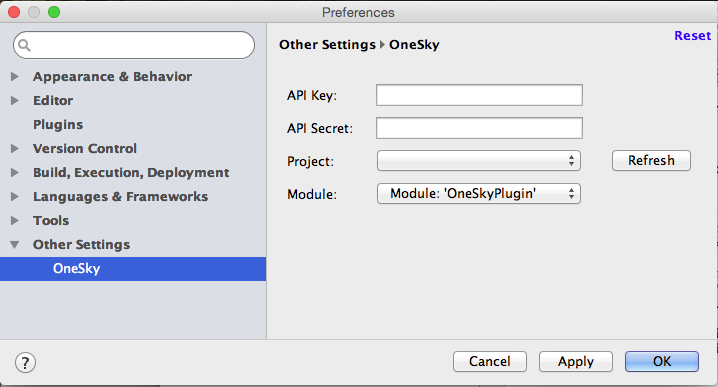 Preferences
Reset
Other Settings ▸ OneSky
Appearance & Behavior
Editor
Plugins
Version Control
Build, Execution, Deployment
Languages & Frameworks
Tools
Other Settings
OneSky
API Key:
API Secret:
Project:
Refresh
Module:
Module: 'OneSkyPlugin'
?
Cancel
Apply
OK